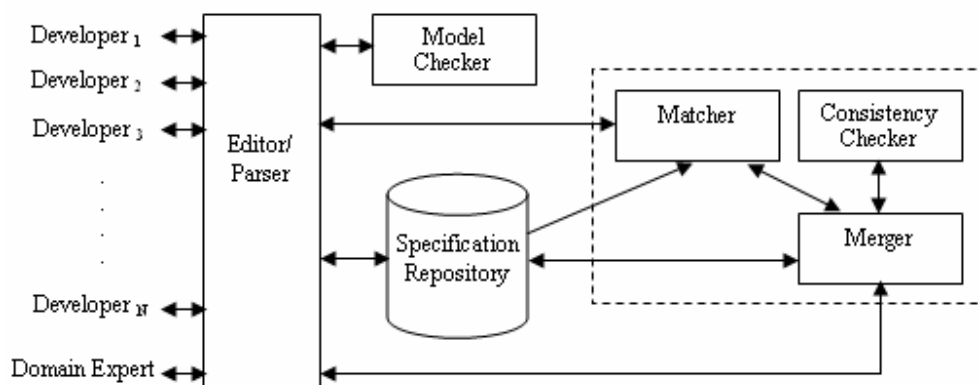 Developer 1
Developer 2
Developer 3
.
.
.
.
Developer N
Domain Expert
Editor/
Parser
Model
Checker
Specification
Repository
Matcher
Consistency
Checker
Merger